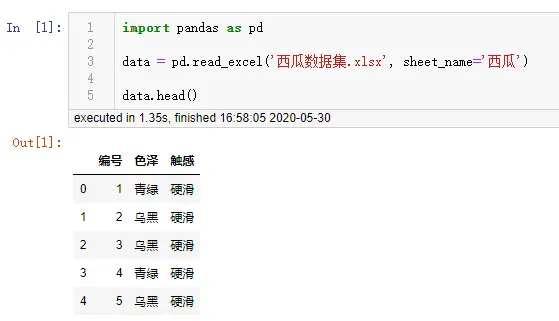 In [1]:
1 import pandas as pd
2
3 data = pd.read_excel('西瓜数据集.xlsx', sheet_name='西瓜')
4
5 data.head()
executed in 1.35s, finished 16:58:05 2020-05-30
Out[1]:
编号 色泽 触感
0 1 青绿 硬滑
1 2 乌黑 硬滑
2 3 乌黑 硬滑
3 4 青绿 硬滑
4 5 乌黑 硬滑